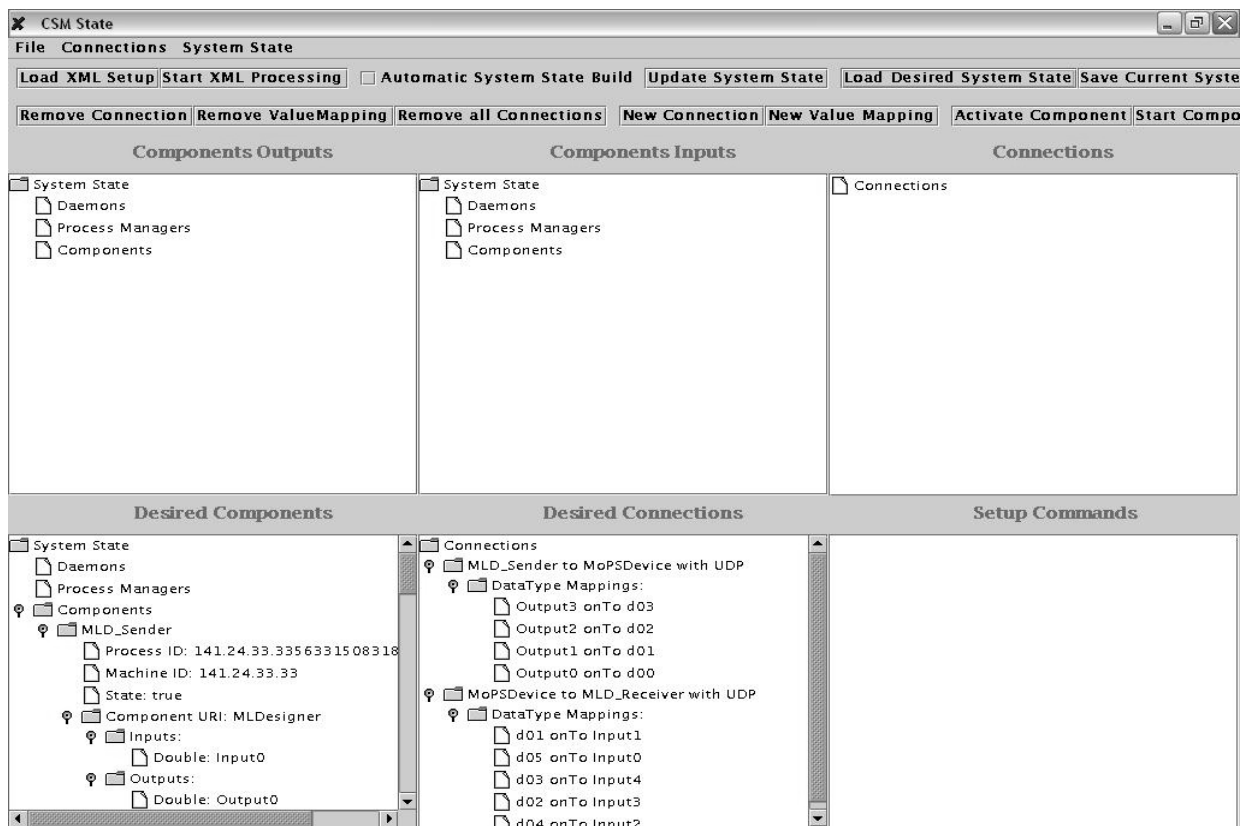 CSM State
File Connections System State
Load XML Setup Start XML Processing Automatic System State Build Update System State Load Desired System State Save Current Syste
Remove Connection Remove ValueMapping Remove all Connections New Connection New Value Mapping Activate Component Start Compo
Components Outputs
System State
Daemons
Process Managers
Components
Components Inputs
System State
Daemons
Process Managers
Components
Connections
Connections
Desired Components
System State
Daemons
Process Managers
Components
MLD_Sender
Process ID: 141.24.33.3356331508318
Machine ID: 141.24.33.33
State: true
Component URI: MLDesigner
Inputs:
Double: Input0
Outputs:
Double: Output0
Desired Connections
Connections
MLD_Sender to MoPSDevice with UDP
DataType Mappings:
Output3 onTo d03
Output2 onTo d02
Output1 onTo d01
Output0 onTo d00
MoPSDevice to MLD_Receiver with UDP
DataType Mappings:
d01 onTo Input1
d05 onTo Input0
d03 onTo Input4
d02 onTo Input3
d04 onTo Input2
Setup Commands